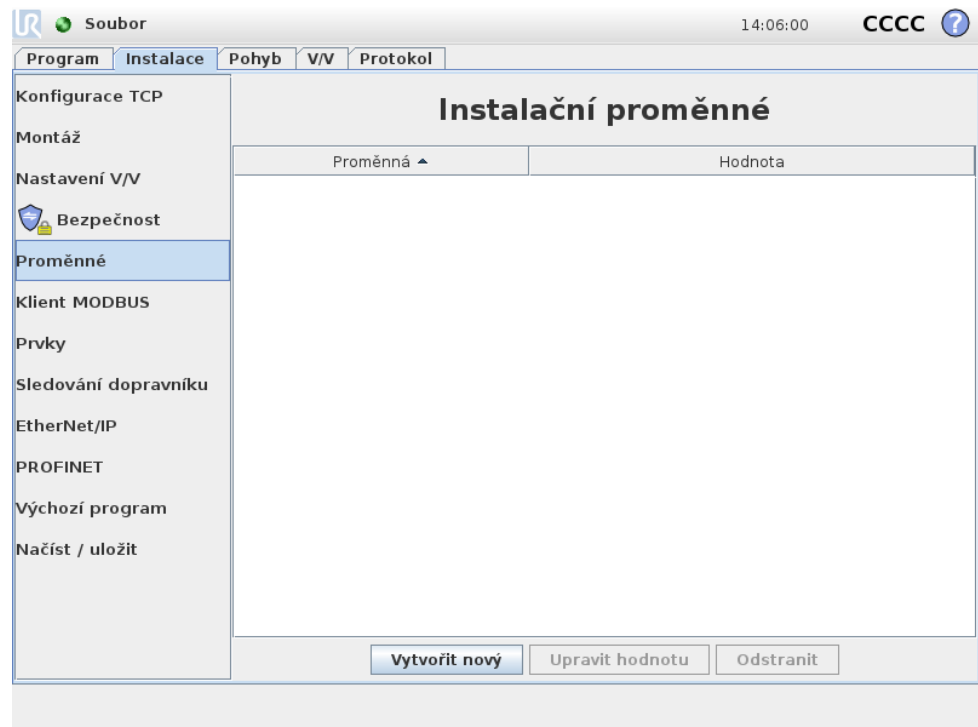 UR Soubor 14:06:00 CCCC ?
Program Instalace Pohyb V/V Protokol
Konfigurace TCP
Montáž
Nastavení V/V
Bezpečnost
Proměnné
Klient MODBUS
Prvky
Sledování dopravníku
EtherNet/IP
PROFINET
Výchozí program
Načíst / uložit
Instalační proměnné
Proměnná Hodnota
Vytvořit nový Upravit hodnotu Odstranit